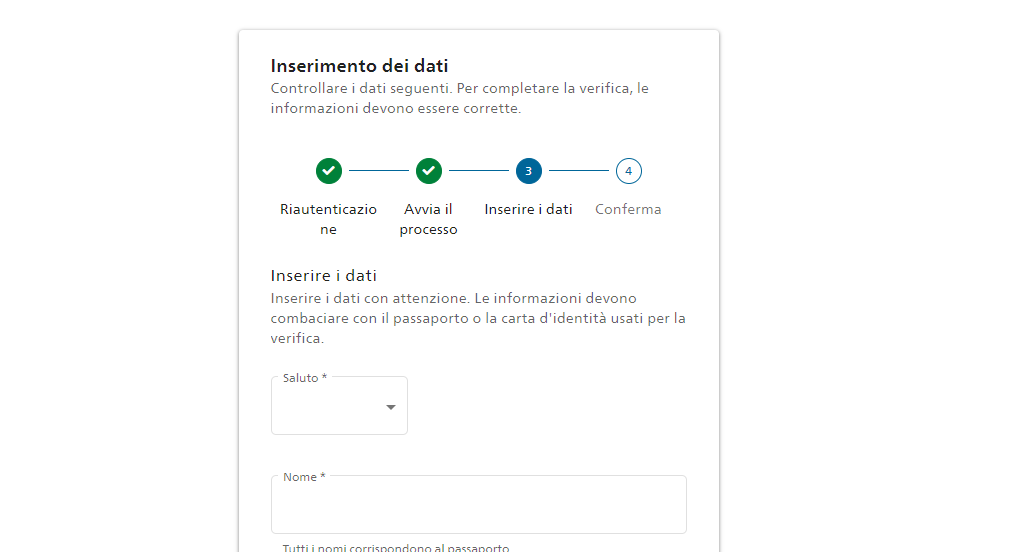 Inserimento dei dati
Controllare i dati seguenti. Per completare la verifica, le
informazioni devono essere corrette.
3
4
Riautenticazio
ne
Avvia il
processo
Inserire i dati
Conferma
Inserire i dati
Inserire i dati con attenzione. Le informazioni devono
combaciare con il passaporto o la carta d'identità usati per la
verifica.
Saluto *
Nome *
Tutti i nomi corrispondono al passaporto